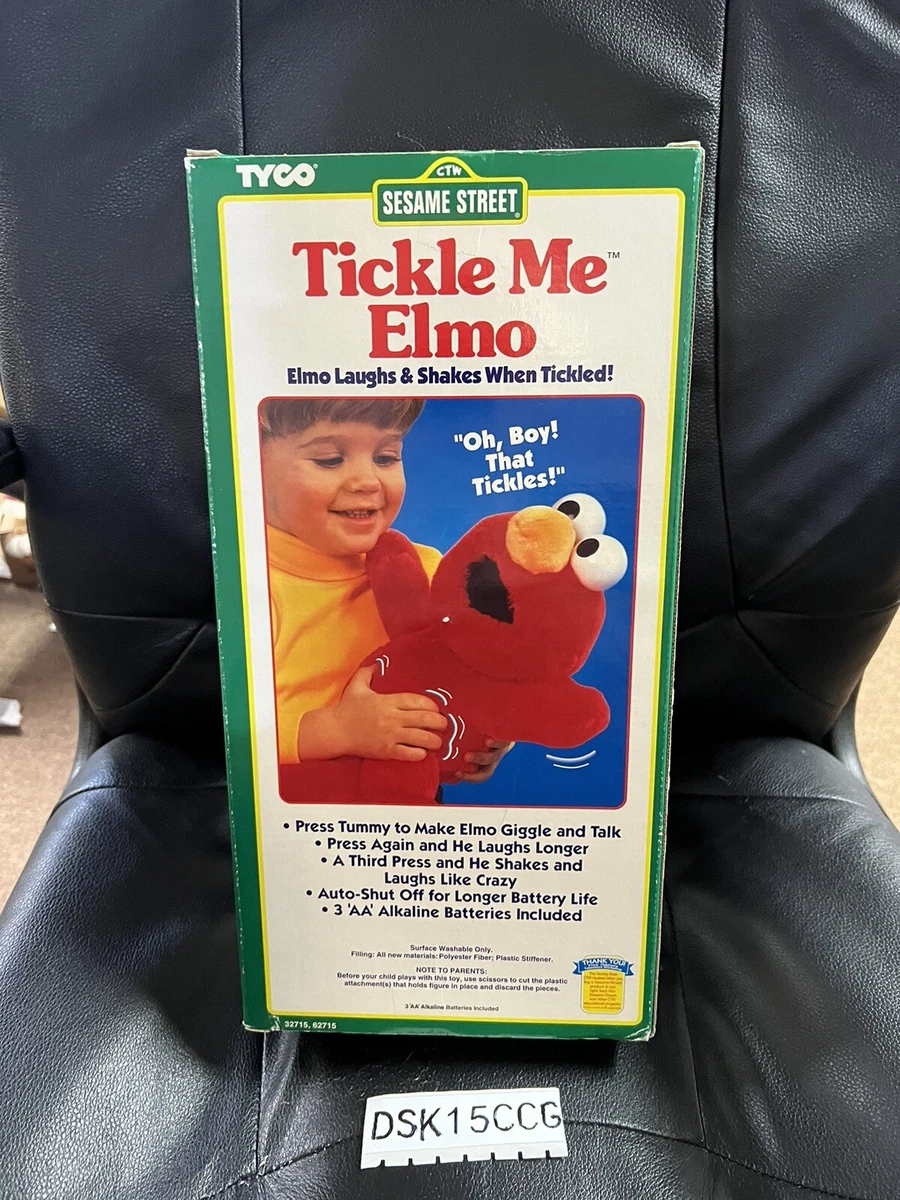 TYCO®
CTW
SESAME STREET®
Tickle Me™
Elmo
Elmo Laughs & Shakes When Tickled!
"Oh, Boy!
That
Tickles!"
• Press Tummy to Make Elmo Giggle and Talk
• Press Again and He Laughs Longer
• A Third Press and He Shakes and
Laughs Like Crazy
• Auto-Shut Off for Longer Battery Life
• 3 'AA' Alkaline Batteries Included
Surface Washable Only.
Filling: All new materials: Polyester Fiber; Plastic Stiffener.
NOTE TO PARENTS:
Before your child plays with this toy, use scissors to cut the plastic
attachment(s) that holds figure in place and discard the pieces.
THANK YOU!
3 'AA' Alkaline Batteries Included
32715, 62715
DSK15CCG